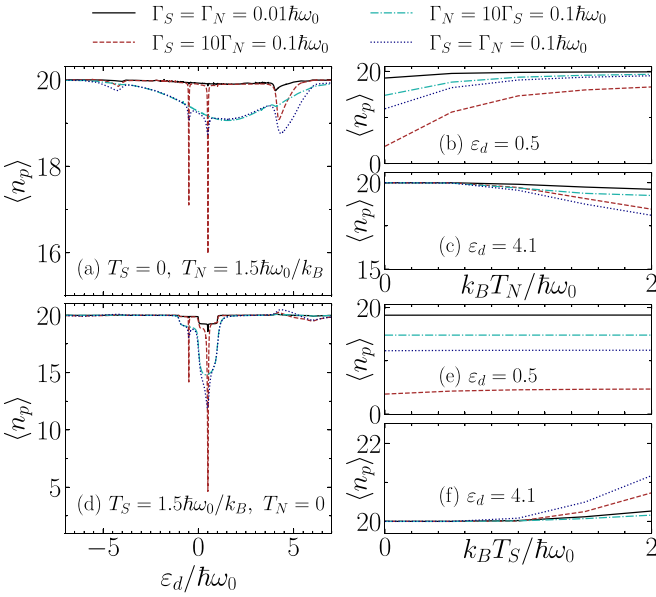 Γ_S = Γ_N = 0.01ħω_0
Γ_N = 10Γ_S = 0.1ħω_0
Γ_S = 10Γ_N = 0.1ħω_0
Γ_S = Γ_N = 0.1ħω_0
20
18
16
⟨n_p⟩
(a) T_S = 0, T_N = 1.5ħω_0/k_B
20
0
⟨n_p⟩
(b) ε_d = 0.5
20
15
⟨n_p⟩
(c) ε_d = 4.1
0
2
k_BT_N/ħω_0
20
15
10
5
⟨n_p⟩
(d) T_S = 1.5ħω_0/k_B, T_N = 0
−5
0
5
ε_d/ħω_0
20
0
⟨n_p⟩
(e) ε_d = 0.5
22
20
⟨n_p⟩
(f) ε_d = 4.1
0
2
k_BT_S/ħω_0